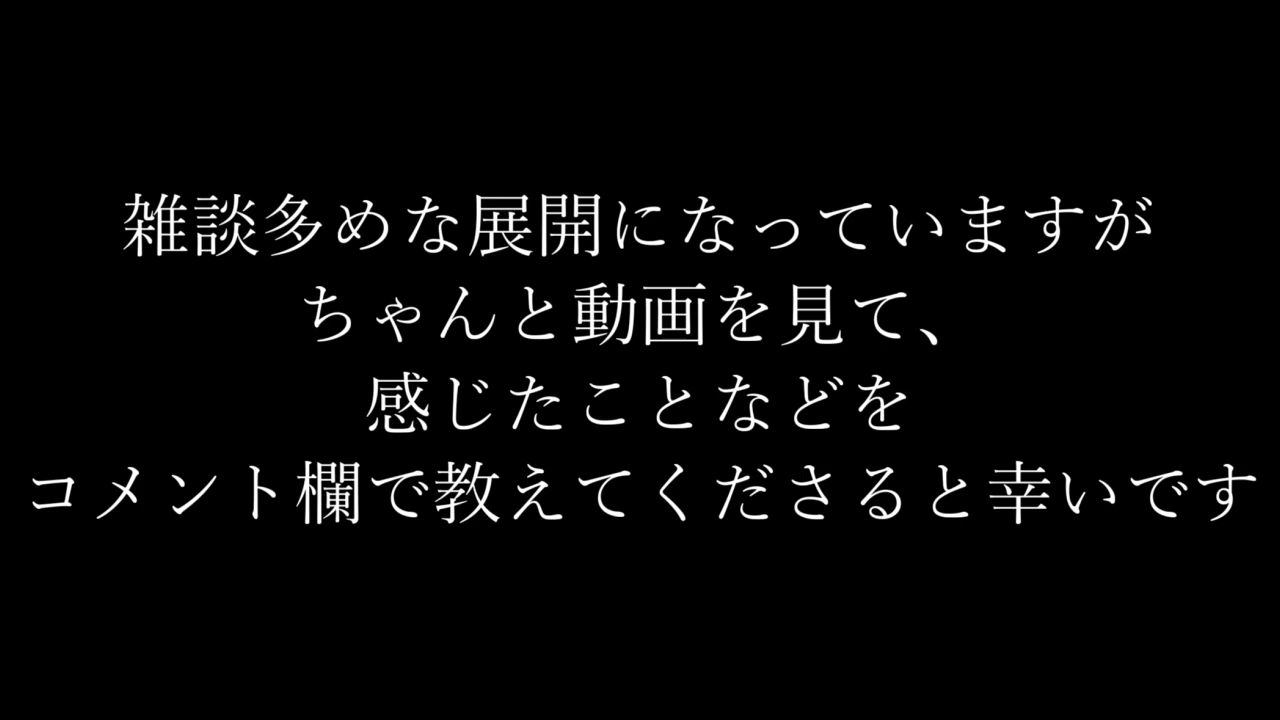 雑談多めな展開になっていますが
ちゃんと動画を見て、
感じたことなどを
コメント欄で教えてくださると幸いです